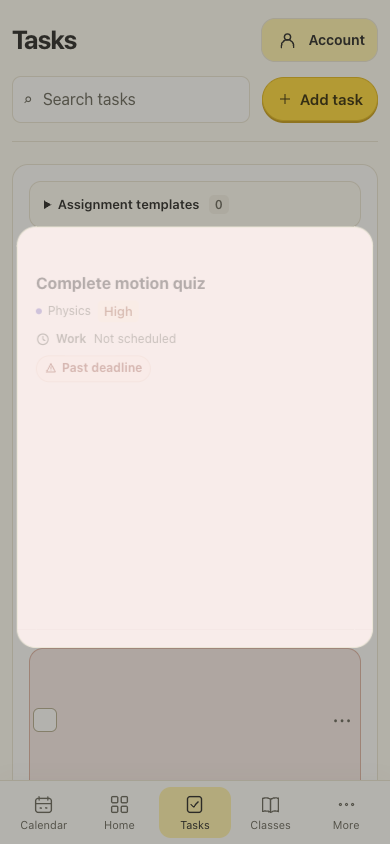 Tasks
Account
Search tasks
+ Add task
Assignment templates 0
Complete motion quiz
Physics High
Work Not scheduled
Past deadline
Calendar Home Tasks Classes More